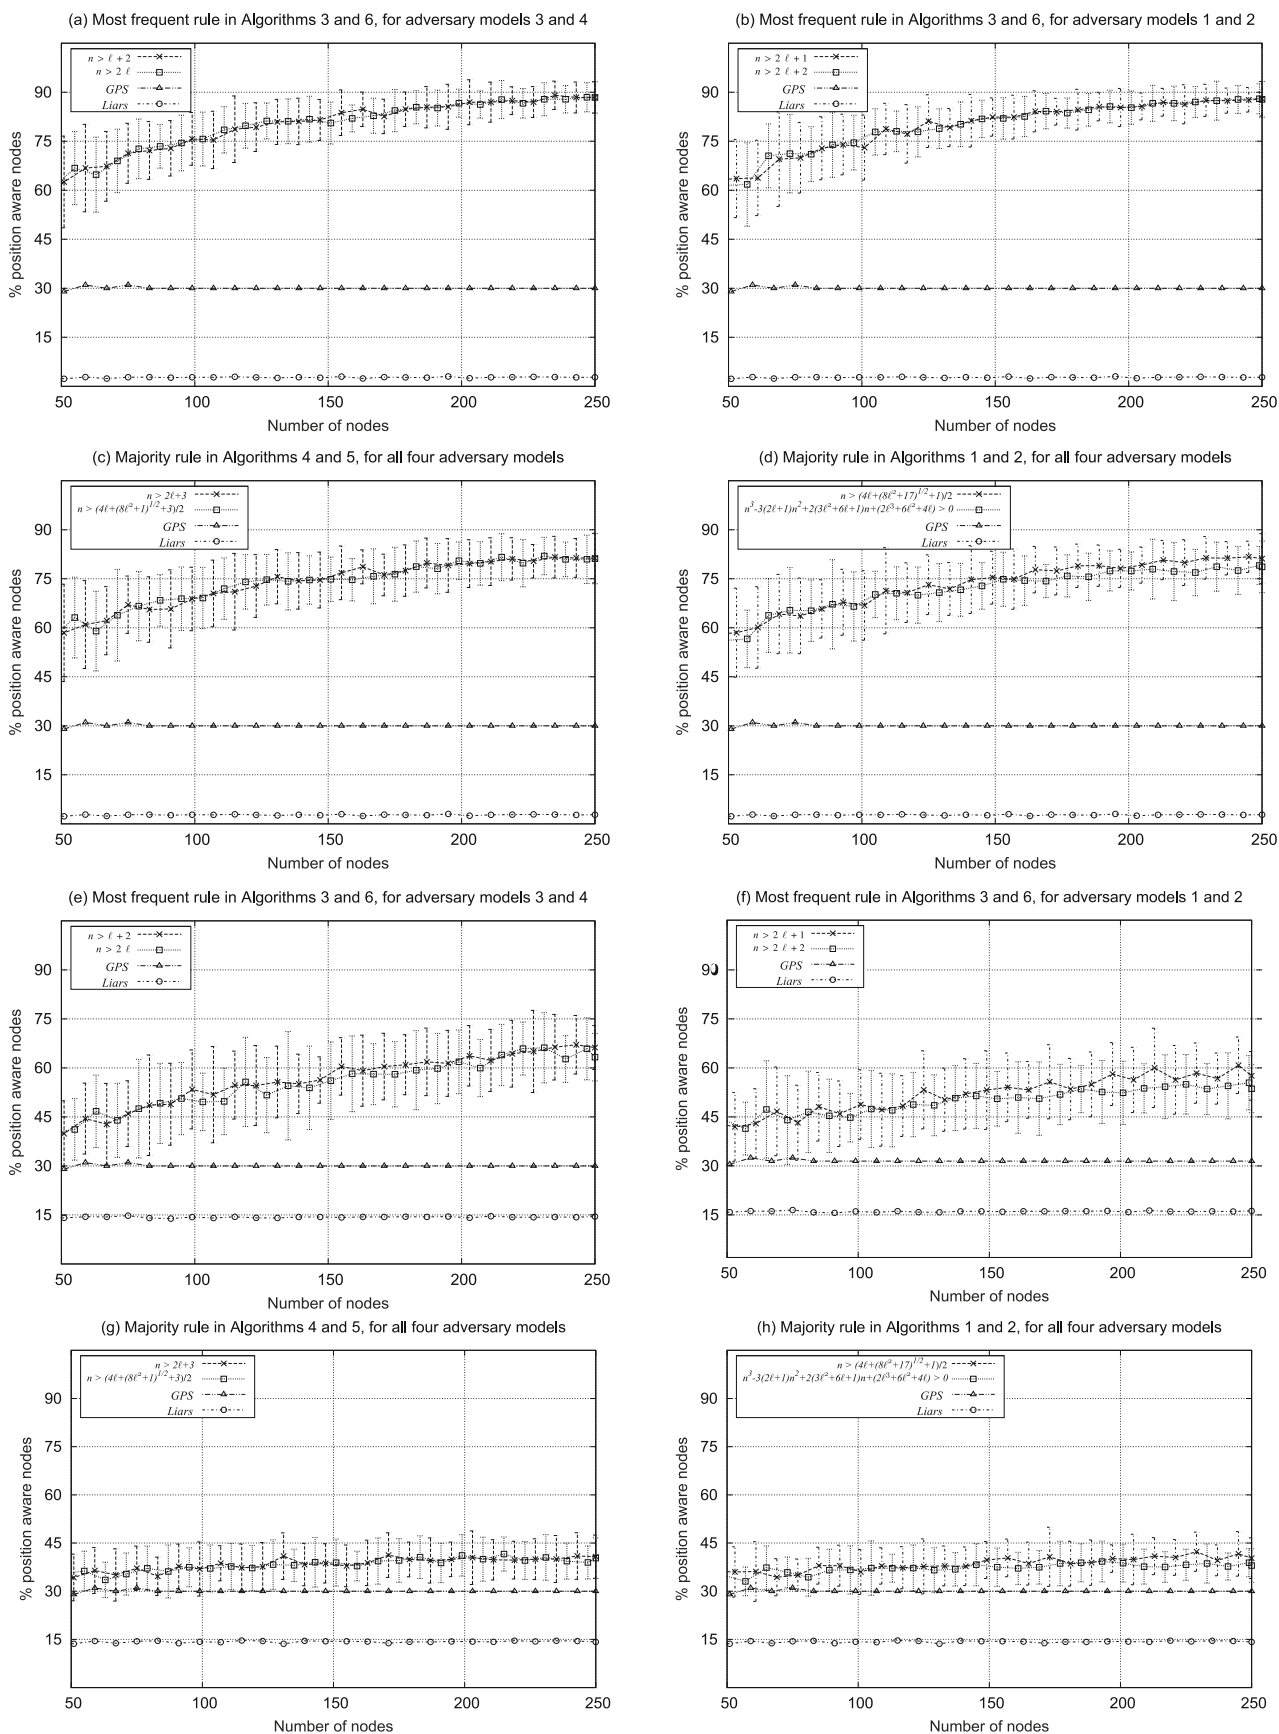 (a) Most frequent rule in Algorithms 3 and 6, for adversary models 3 and 4
n > ℓ + 2
n > 2 ℓ
GPS
Liars
% position aware nodes
90
75
60
45
30
15
50 100 150 200 250
Number of nodes
(b) Most frequent rule in Algorithms 3 and 6, for adversary models 1 and 2
n > 2 ℓ + 1
n > 2 ℓ + 2
GPS
Liars
% position aware nodes
90
75
60
45
30
15
50 100 150 200 250
Number of nodes
(c) Majority rule in Algorithms 4 and 5, for all four adversary models
n > 2ℓ+3
n > (4ℓ+(8ℓ²+1)^1/2+3)/2
GPS
Liars
% position aware nodes
90
75
60
45
30
15
50 100 150 200 250
Number of nodes
(d) Majority rule in Algorithms 1 and 2, for all four adversary models
n > (4ℓ+(8ℓ²+17)^1/2+1)/2
n³-3(2ℓ+1)n²+2(3ℓ²+6ℓ+1)n+(2ℓ³+6ℓ²+4ℓ) > 0
GPS
Liars
% position aware nodes
90
75
60
45
30
15
50 100 150 200 250
Number of nodes
(e) Most frequent rule in Algorithms 3 and 6, for adversary models 3 and 4
n > ℓ + 2
n > 2 ℓ
GPS
Liars
% position aware nodes
90
75
60
45
30
15
50 100 150 200 250
Number of nodes
(f) Most frequent rule in Algorithms 3 and 6, for adversary models 1 and 2
n > 2 ℓ + 1
n > 2 ℓ + 2
GPS
Liars
% position aware nodes
90
75
60
45
30
15
50 100 150 200 250
Number of nodes
(g) Majority rule in Algorithms 4 and 5, for all four adversary models
n > 2ℓ+3
n > (4ℓ+(8ℓ²+1)^1/2+3)/2
GPS
Liars
% position aware nodes
90
75
60
45
30
15
50 100 150 200 250
Number of nodes
(h) Majority rule in Algorithms 1 and 2, for all four adversary models
n > (4ℓ+(8ℓ²+17)^1/2+1)/2
n³-3(2ℓ+1)n²+2(3ℓ²+6ℓ+1)n+(2ℓ³+6ℓ²+4ℓ) > 0
GPS
Liars
% position aware nodes
90
75
60
45
30
15
50 100 150 200 250
Number of nodes